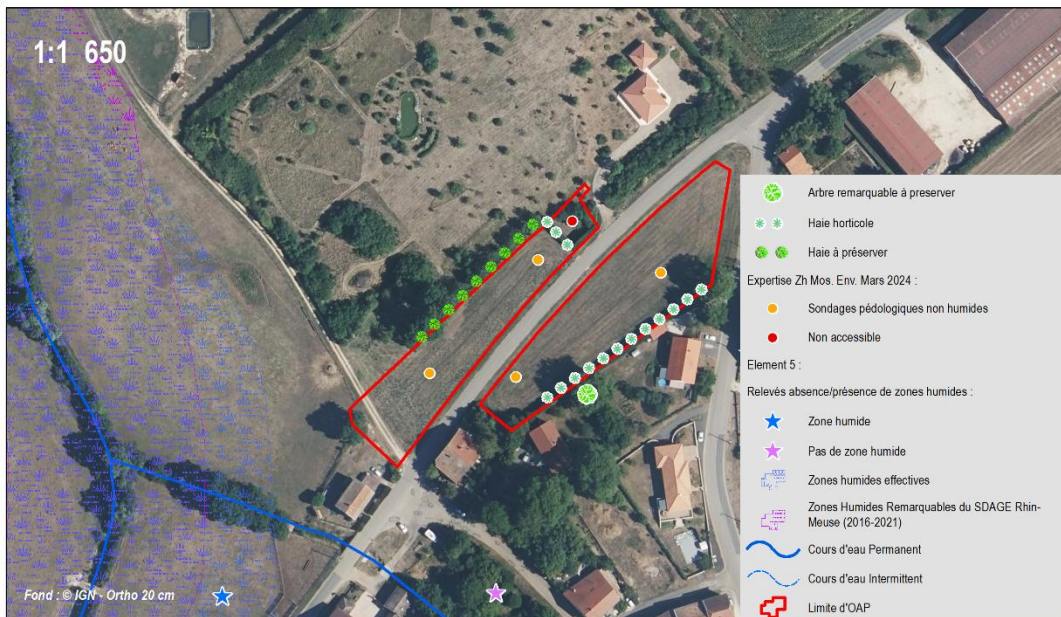 1:1 650
Arbre remarquable à preserver
Haie horticole
Haie à préserver
Expertise Zh Mos. Env. Mars 2024 :
Sondages pédologiques non humides
Non accessible
Element 5 :
Relevés absence/présence de zones humides :
Zone humide
Pas de zone humide
Zones humides effectives
Zones Humides Remarquables du SDAGE Rhin-
Meuse (2016-2021)
Cours d'eau Permanent
Cours d'eau Intermittent
Limite d'OAP
Fond : © IGN - Ortho 20 cm